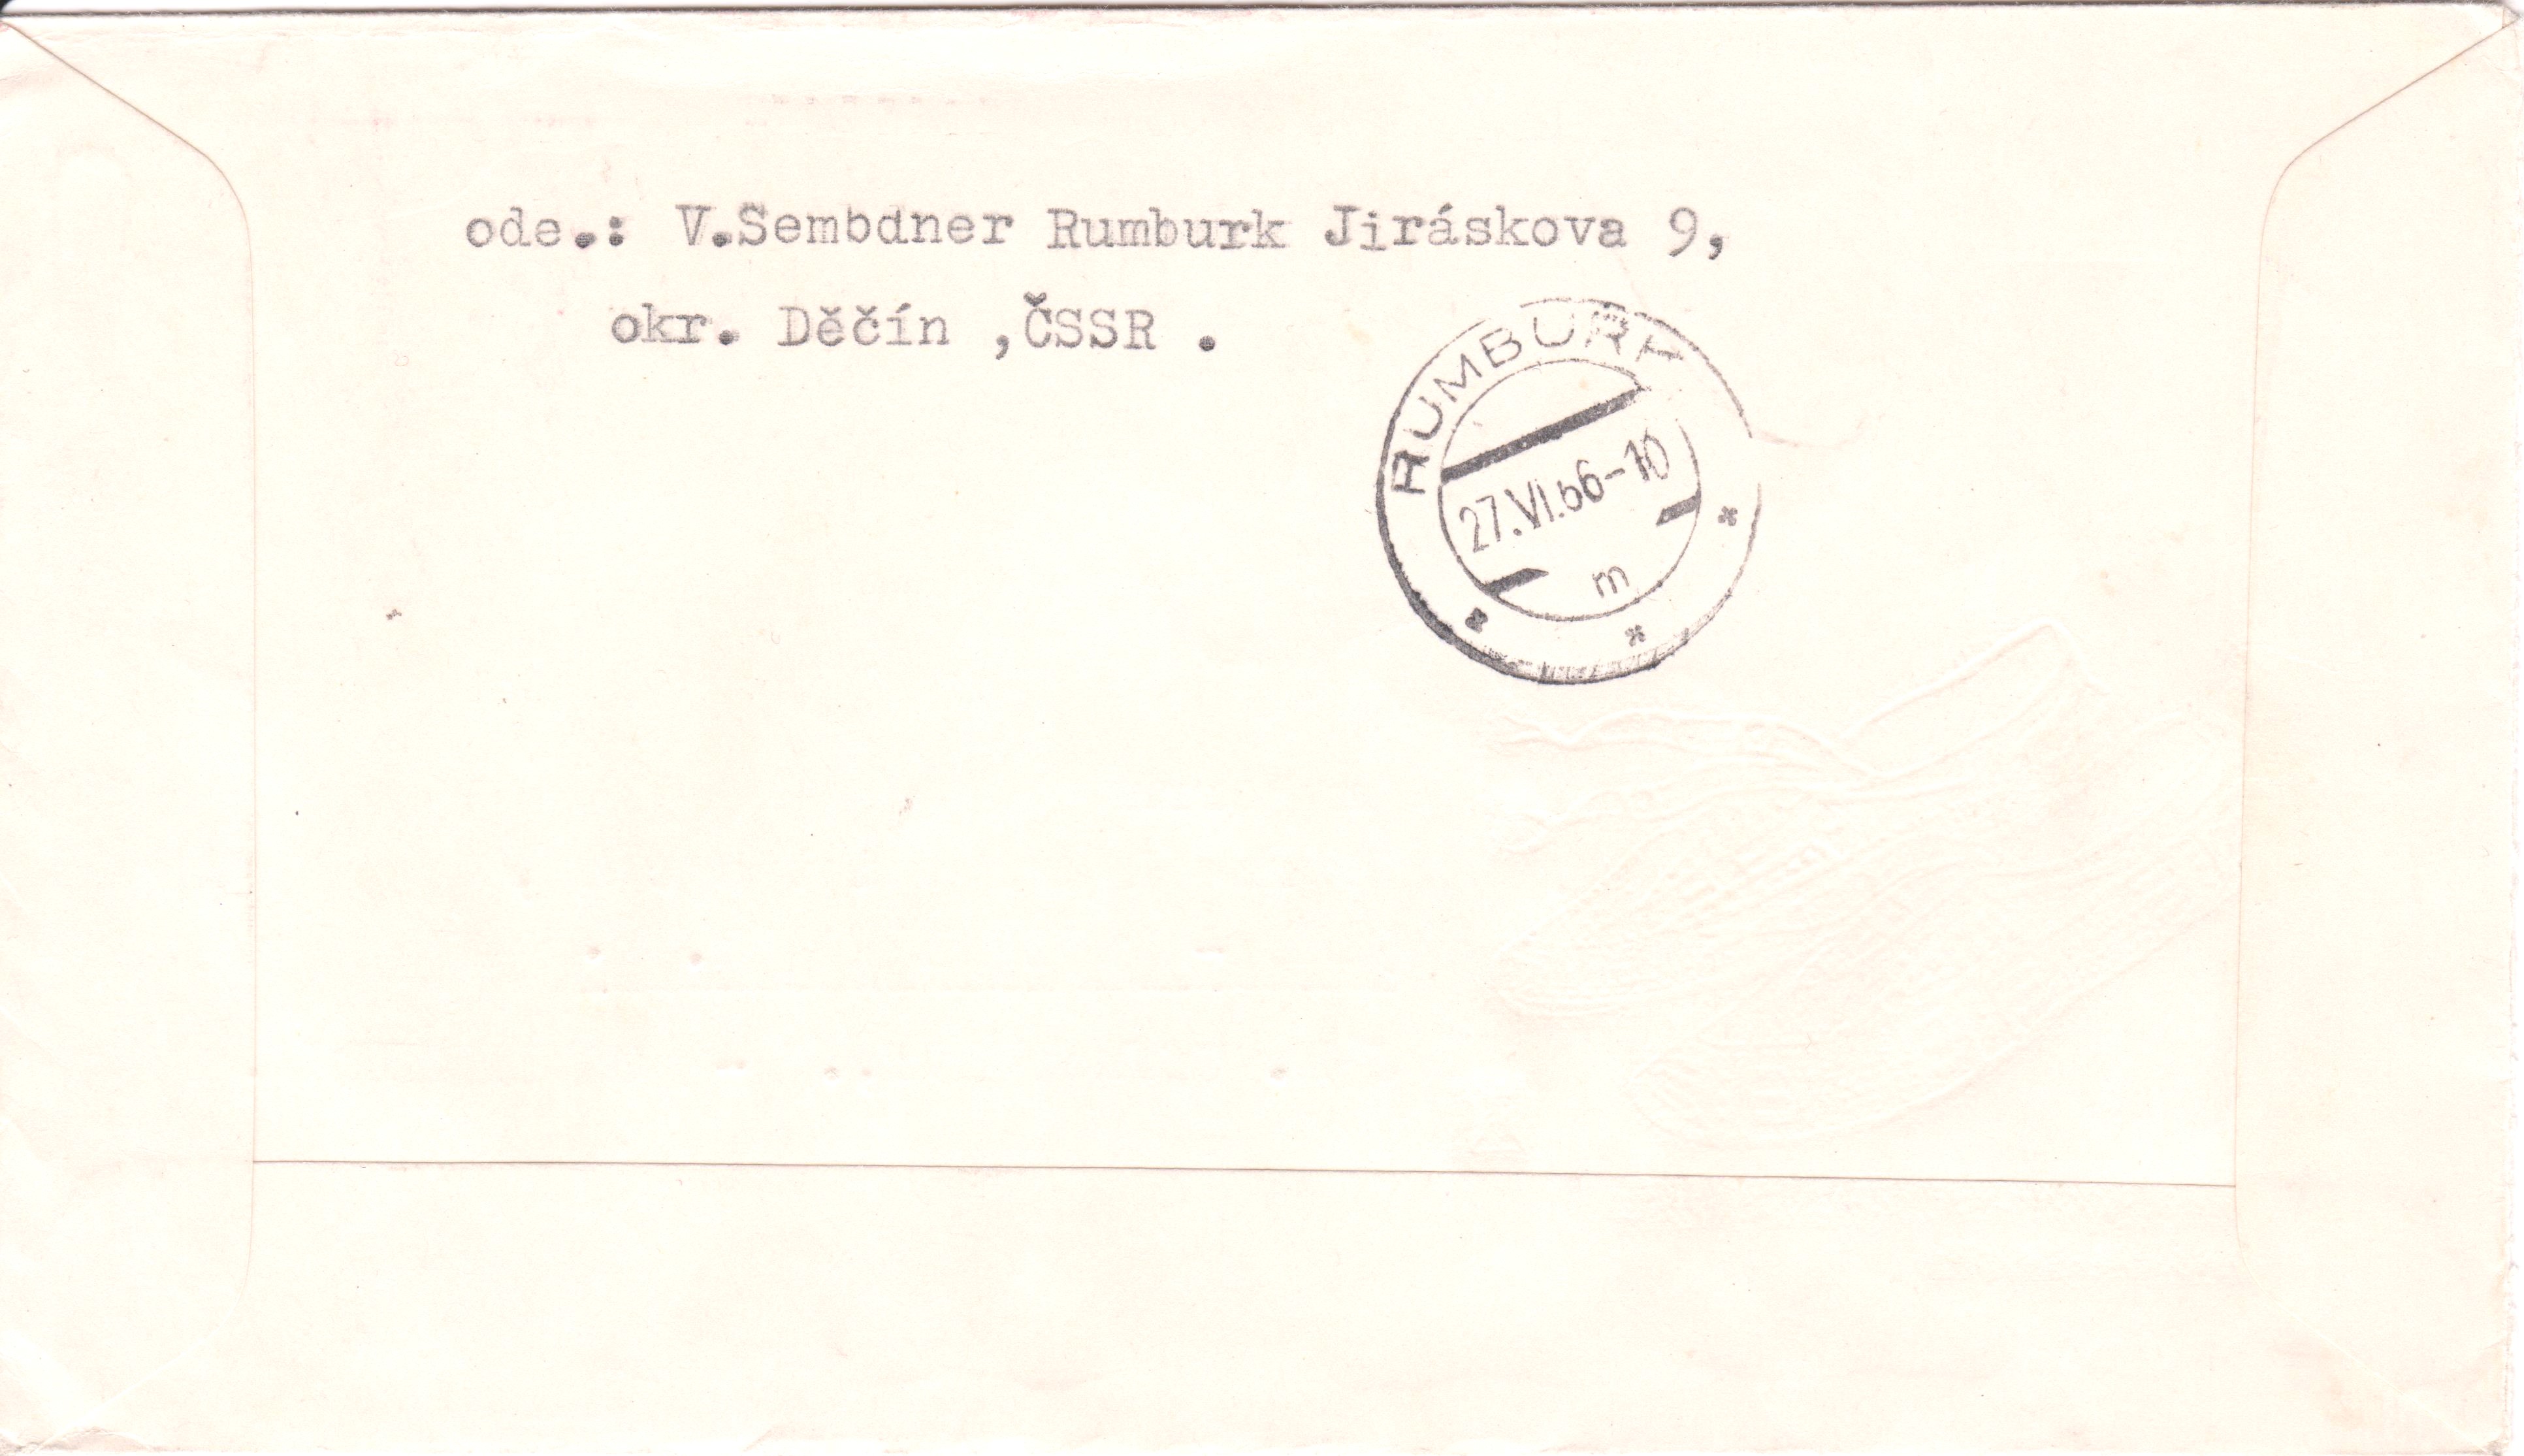 ode.: V.Sembdner Rumburk Jiráskova 9,
okr. Děčín ,ČSSR .
RUMBURK
27.VI.66-10
m